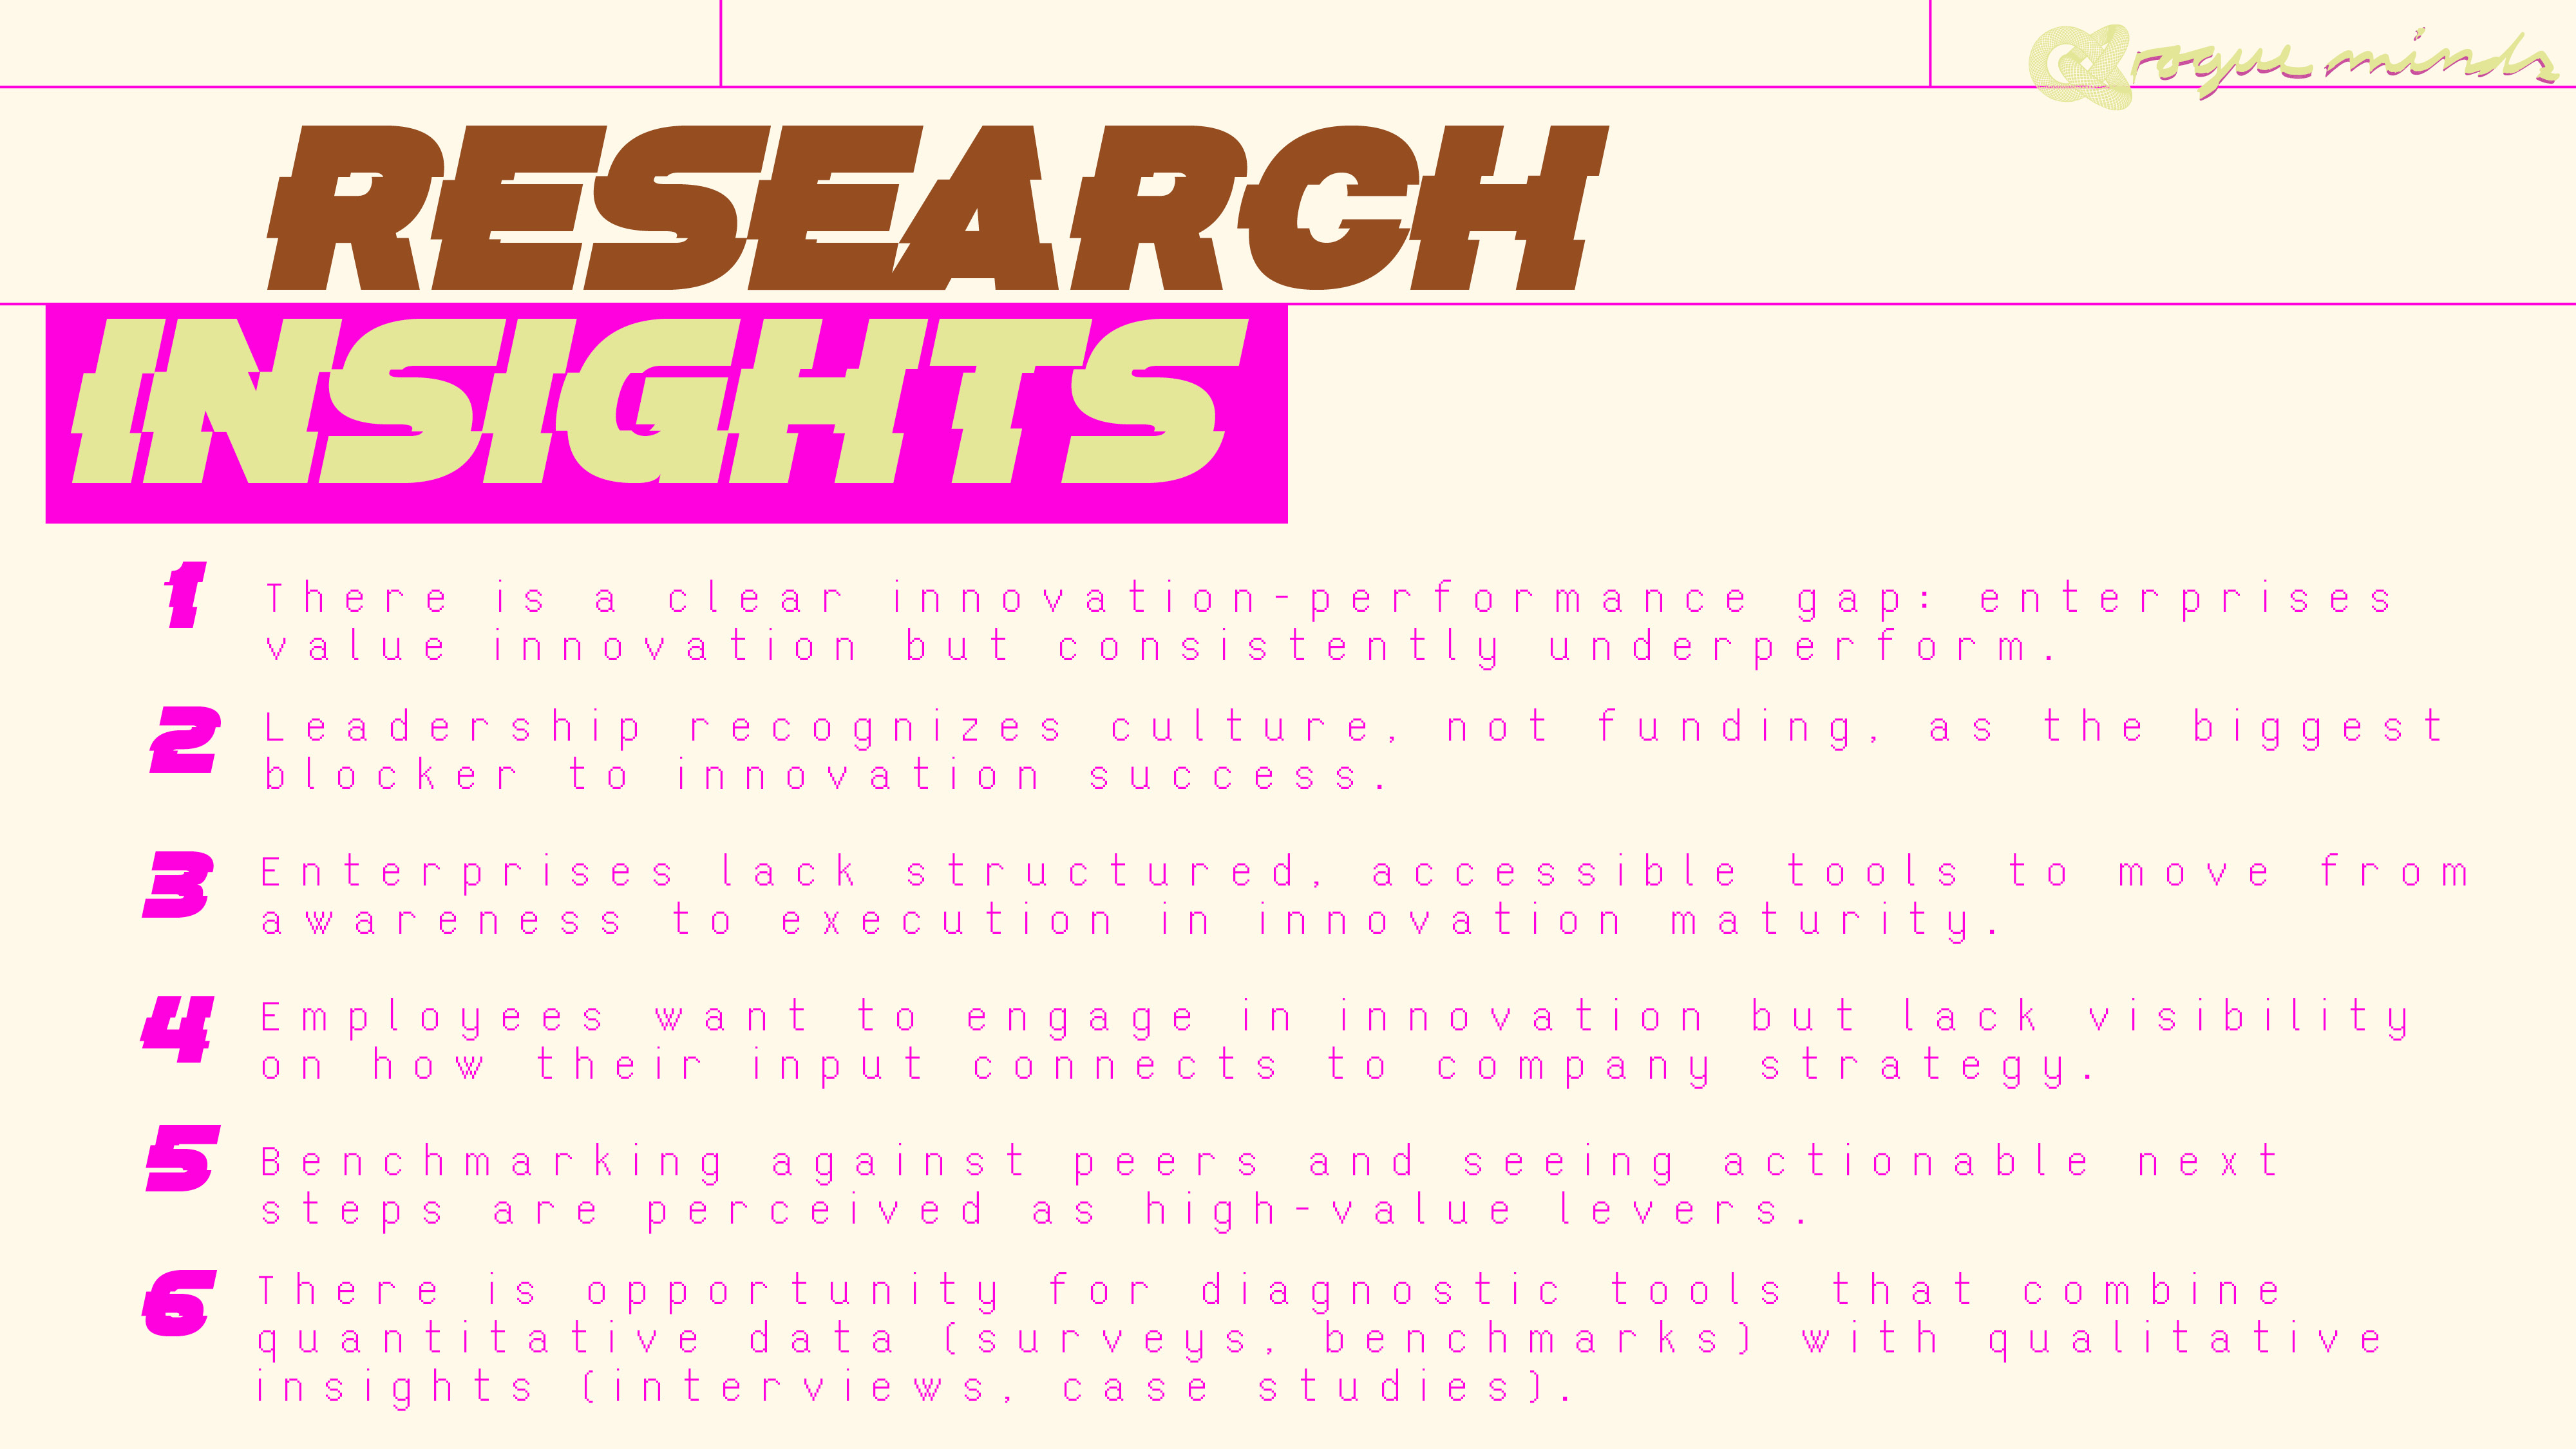 rogue minds
RESEARCH
INSIGHTS
1
There is a clear innovation-performance gap: enterprises
value innovation but consistently underperform.
2
Leadership recognizes culture, not funding, as the biggest
blocker to innovation success.
3
Enterprises lack structured, accessible tools to move from
awareness to execution in innovation maturity.
4
Employees want to engage in innovation but lack visibility
on how their input connects to company strategy.
5
Benchmarking against peers and seeing actionable next
steps are perceived as high-value levers.
6
There is opportunity for diagnostic tools that combine
quantitative data (surveys, benchmarks) with qualitative
insights (interviews, case studies).